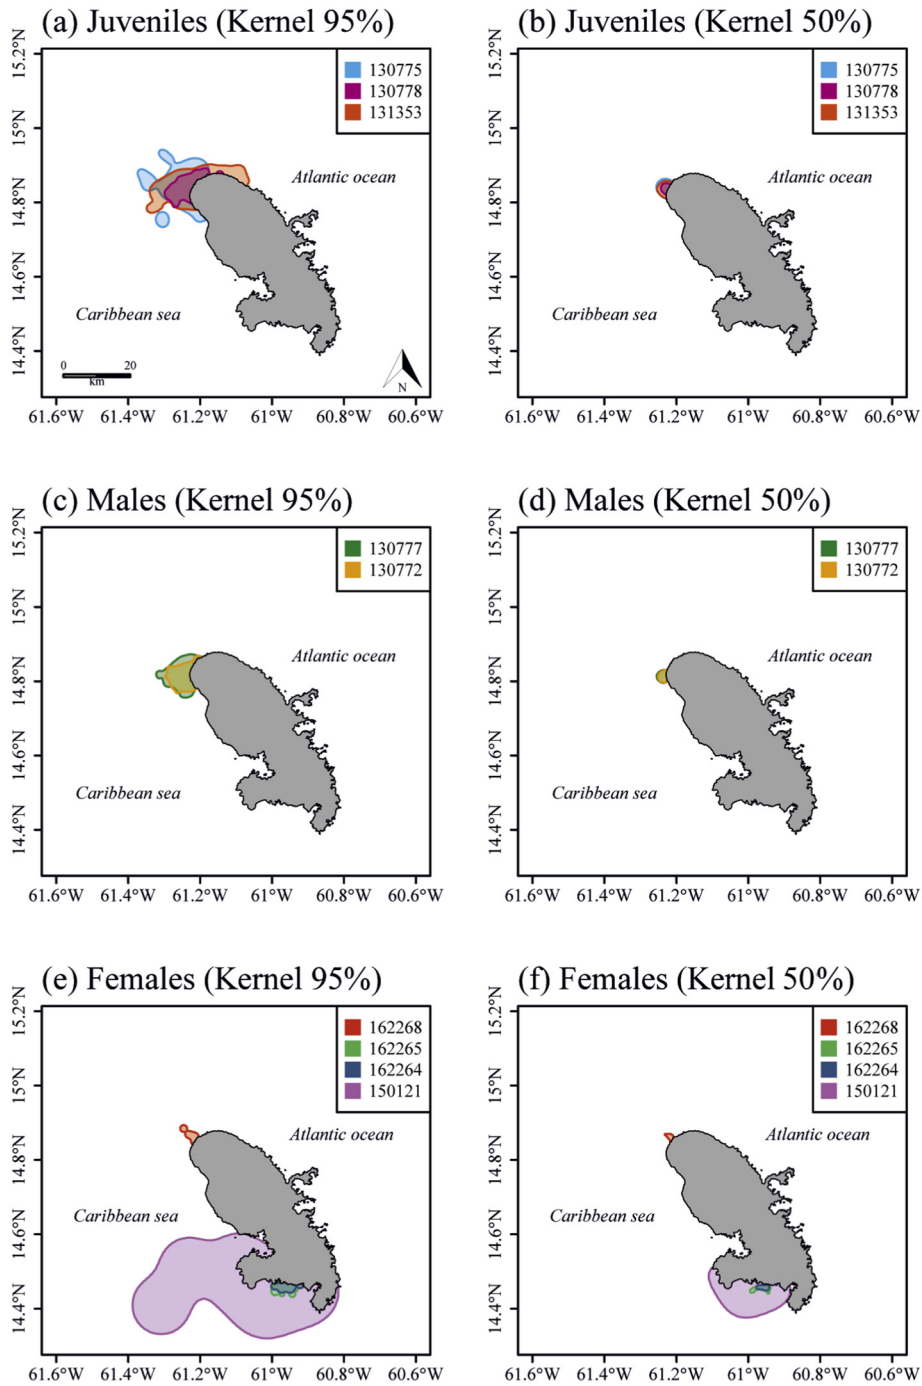 (a) Juveniles (Kernel 95%)
15.2°N
15°N
14.8°N
14.6°N
14.4°N
130775
130778
131353
Atlantic ocean
Caribbean sea
0 20
km
N
61.6°W 61.4°W 61.2°W 61°W 60.8°W 60.6°W
(b) Juveniles (Kernel 50%)
15.2°N
15°N
14.8°N
14.6°N
14.4°N
130775
130778
131353
Atlantic ocean
Caribbean sea
61.6°W 61.4°W 61.2°W 61°W 60.8°W 60.6°W
(c) Males (Kernel 95%)
15.2°N
15°N
14.8°N
14.6°N
14.4°N
130777
130772
Atlantic ocean
Caribbean sea
61.6°W 61.4°W 61.2°W 61°W 60.8°W 60.6°W
(d) Males (Kernel 50%)
15.2°N
15°N
14.8°N
14.6°N
14.4°N
130777
130772
Atlantic ocean
Caribbean sea
61.6°W 61.4°W 61.2°W 61°W 60.8°W 60.6°W
(e) Females (Kernel 95%)
15.2°N
15°N
14.8°N
14.6°N
14.4°N
162268
162265
162264
150121
Atlantic ocean
Caribbean sea
61.6°W 61.4°W 61.2°W 61°W 60.8°W 60.6°W
(f) Females (Kernel 50%)
15.2°N
15°N
14.8°N
14.6°N
14.4°N
162268
162265
162264
150121
Atlantic ocean
Caribbean sea
61.6°W 61.4°W 61.2°W 61°W 60.8°W 60.6°W